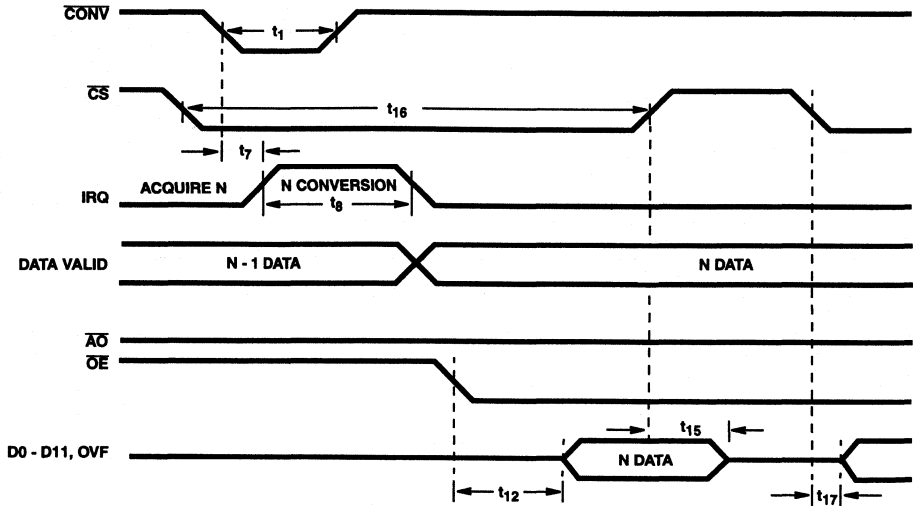 CONV
t1
CS
t16
t7
IRQ
ACQUIRE N
N CONVERSION
t8
DATA VALID
N - 1 DATA
N DATA
AO
OE
t15
D0 - D11, OVF
N DATA
t12
t17